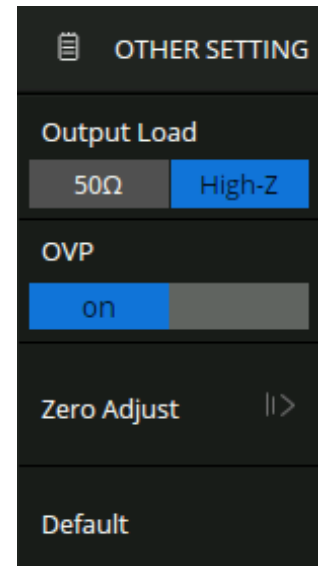 OTHER SETTING
Output Load
50Ω High-Z
OVP
on
Zero Adjust
Default